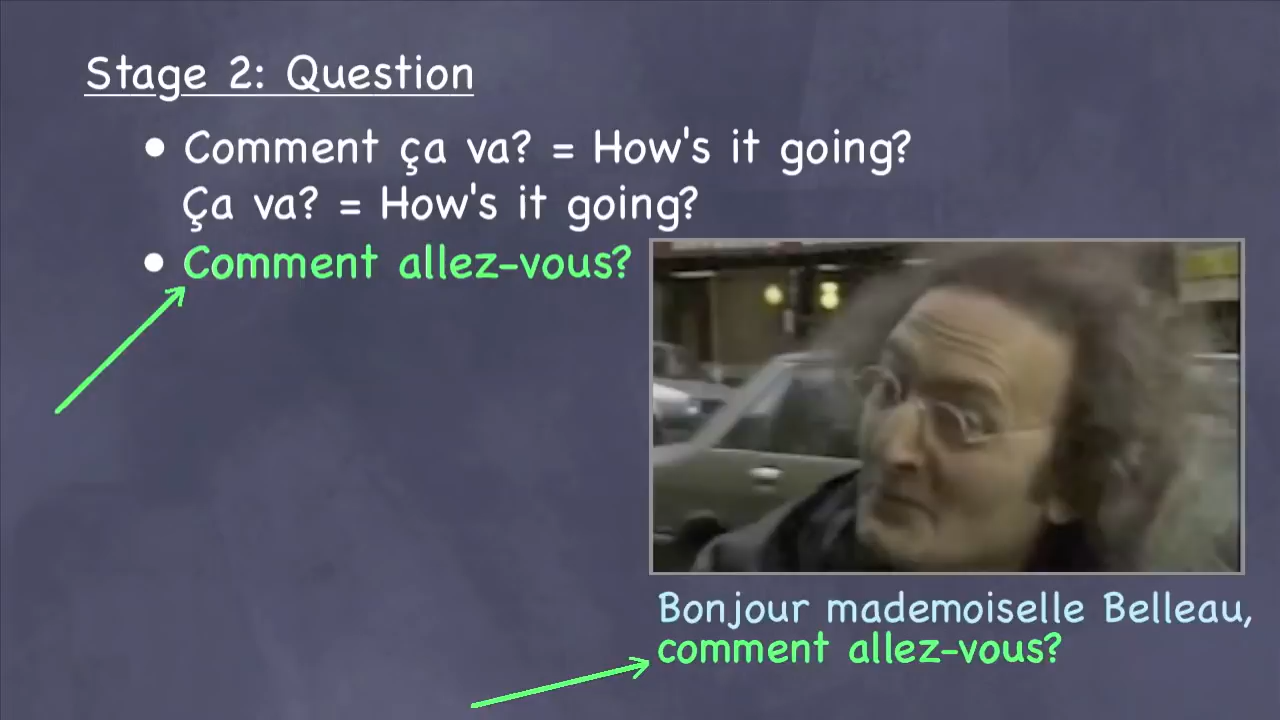 Stage 2: Question
• Comment ça va? = How's it going?
Ça va? = How's it going?
• Comment allez-vous?
Bonjour mademoiselle Belleau,
comment allez-vous?